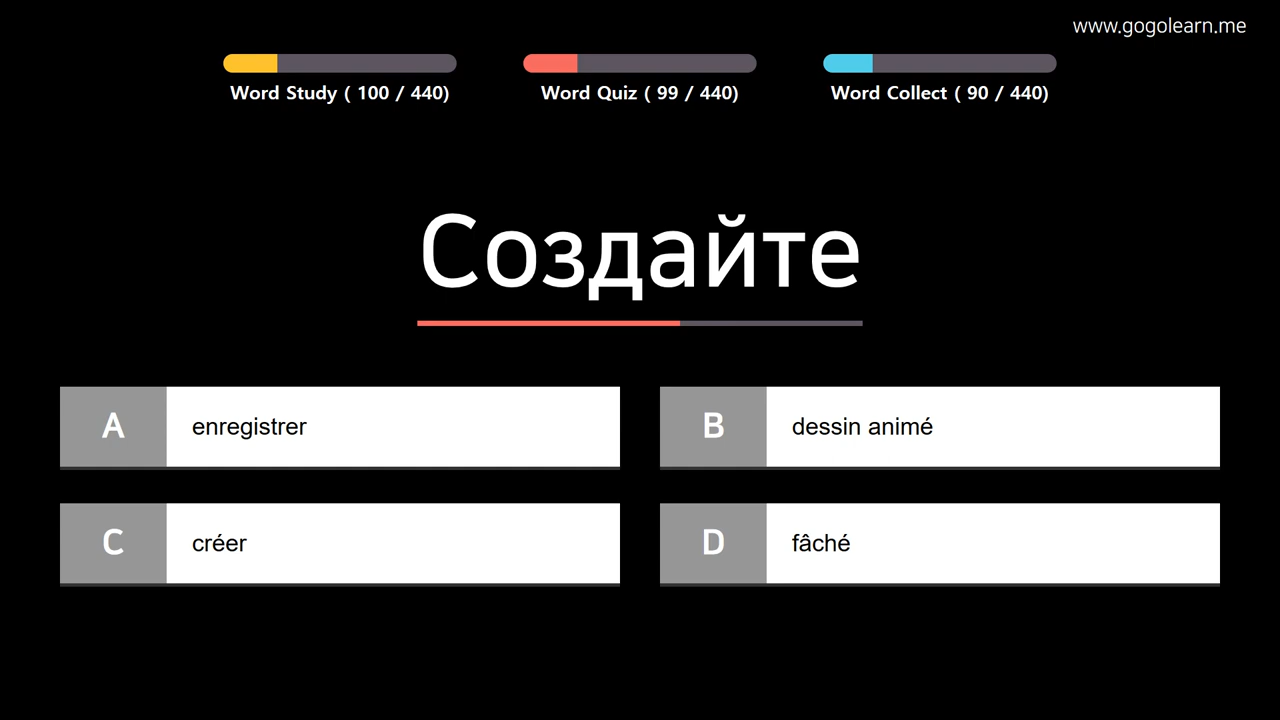 www.gogolearn.me
Word Study ( 100 / 440)
Word Quiz ( 99 / 440)
Word Collect ( 90 / 440)
Создайте
A enregistrer
B dessin animé
C créer
D fâché